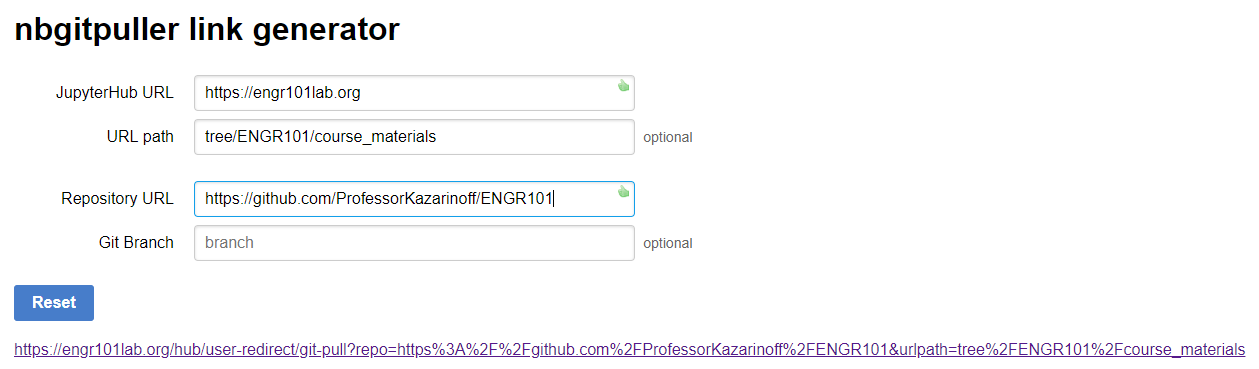 nbgitpuller link generator
JupyterHub URL https://engr101lab.org
URL path tree/ENGR101/course_materials optional
Repository URL https://github.com/ProfessorKazarinoff/ENGR101
Git Branch branch optional
Reset
https://engr101lab.org/hub/user-redirect/git-pull?repo=https%3A%2F%2Fgithub.com%2FProfessorKazarinoff%2FENGR101&urlpath=tree%2FENGR101%2Fcourse_materials